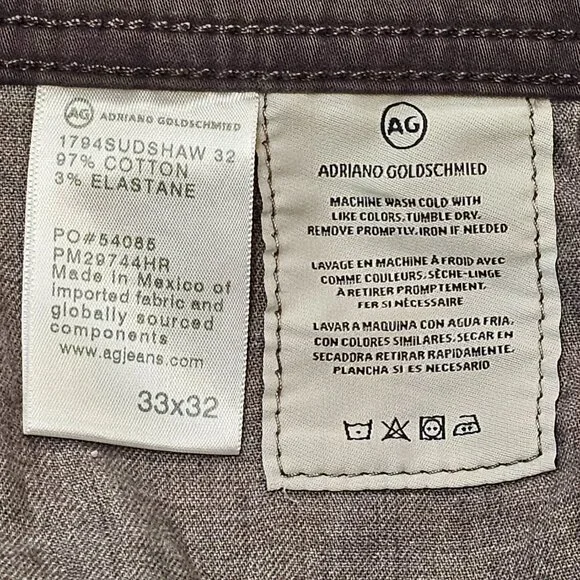 AG ADRIANO GOLDSCHMIED
1794SUDSHAW 32
97% COTTON
3% ELASTANE
PO#54085
PM29744HR
Made in Mexico of
Imported fabric and
globally sourced
components
www.agjeans.com
33x32
AG
ADRIANO GOLDSCHMIED
MACHINE WASH COLD WITH
LIKE COLORS.TUMBLE DRY.
REMOVE PROMPTLY.IRON IF NEEDED
LAVAGE EN MACHINE À FROID AVEC
COMME COULEURS. SÈCHE-LINGE
À RETIRER PROMPTEMENT.
FER SI NÉCESSAIRE
LAVAR A MAQUINA CON AGUA FRIA,
CON COLORES SIMILARES. SECAR EN
SECADORA RETIRAR RAPIDAMENTE.
PLANCHA SI ES NECESARIO